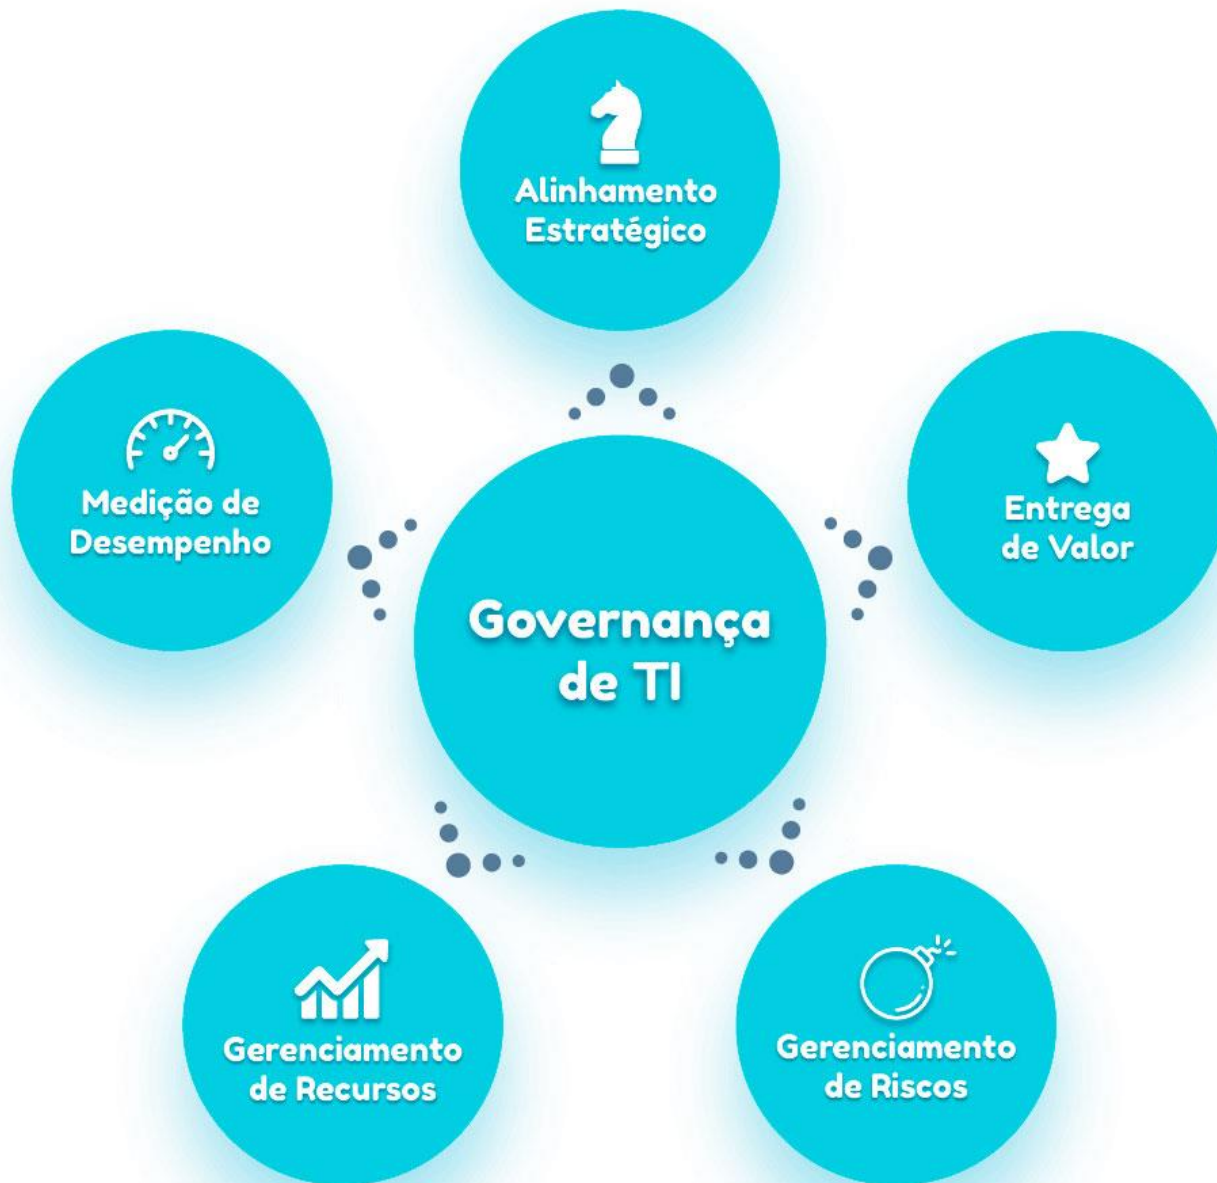 Alinhamento
Estratégico
Medição de
Desempenho
Entrega
de Valor
Governança
de TI
Gerenciamento
de Recursos
Gerenciamento
de Riscos